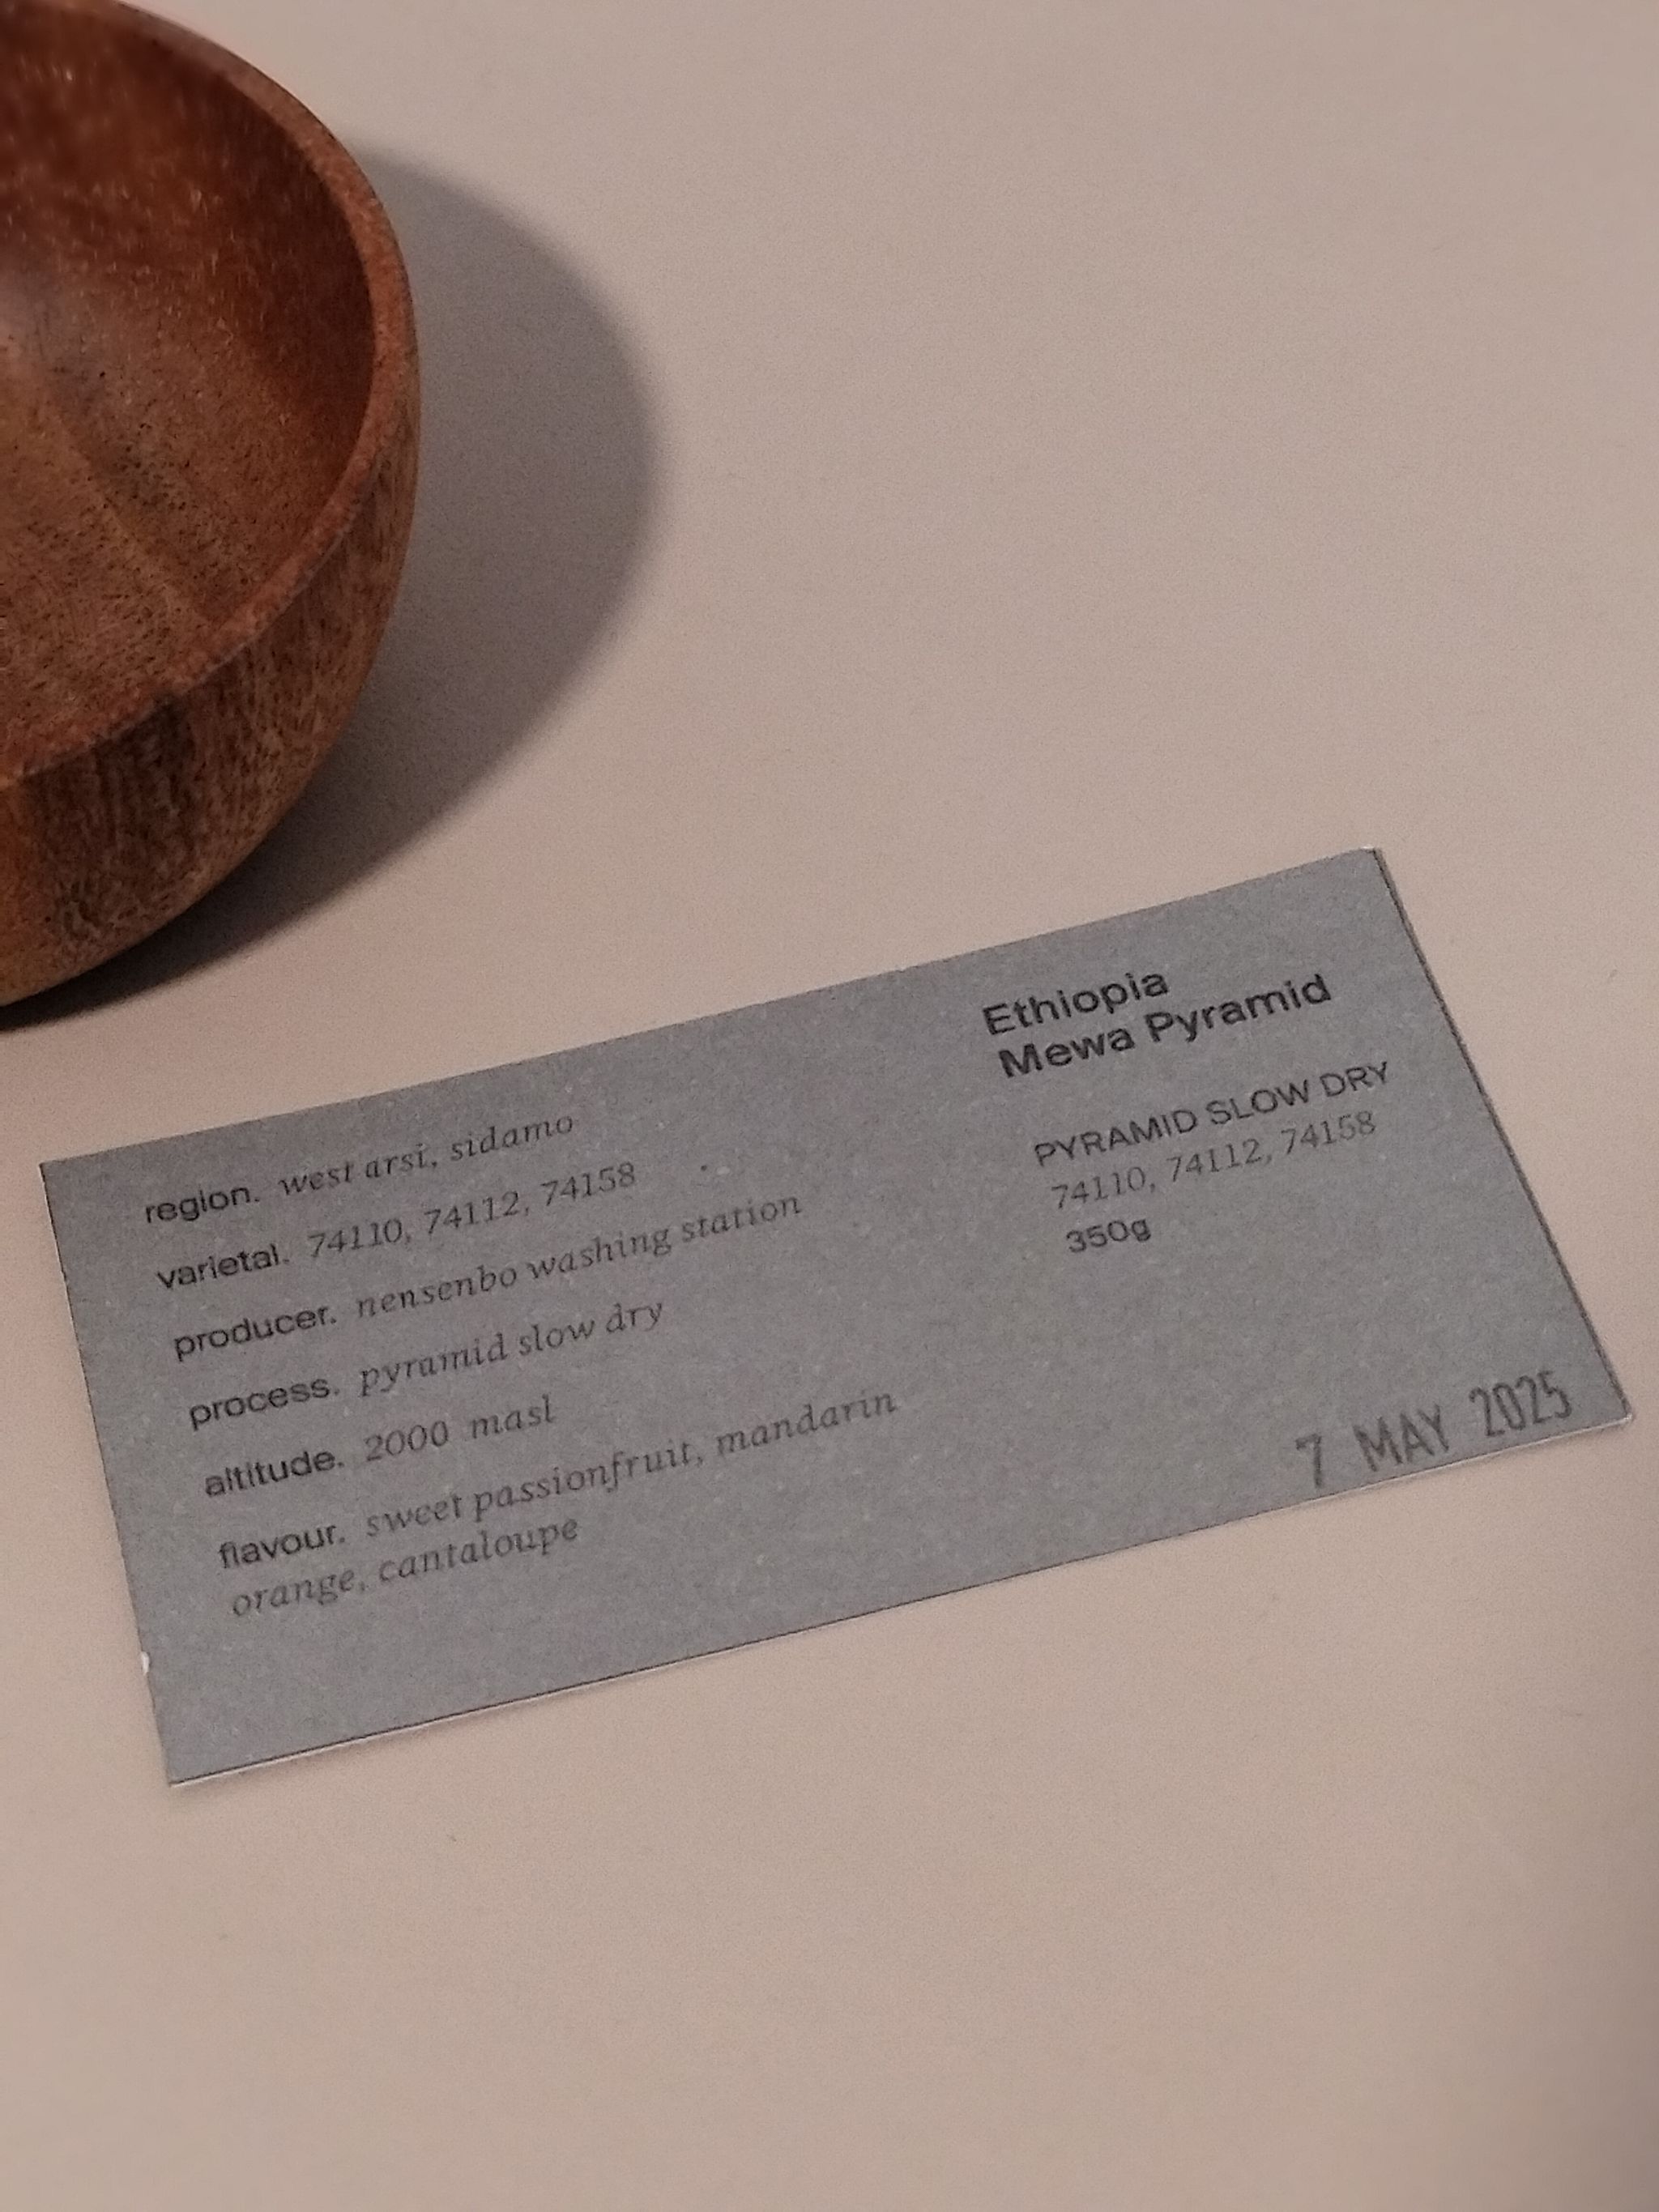 region. west arsi, sidamo
varietal. 74110, 74112, 74158
producer. nensenbo washing station
process. pyramid slow dry
altitude. 2000 masl
flavour. sweet passionfruit, mandarin
orange, cantaloupe
Ethiopia
Mewa Pyramid
PYRAMID SLOW DRY
74110, 74112, 74158
350g
7 MAY 2025